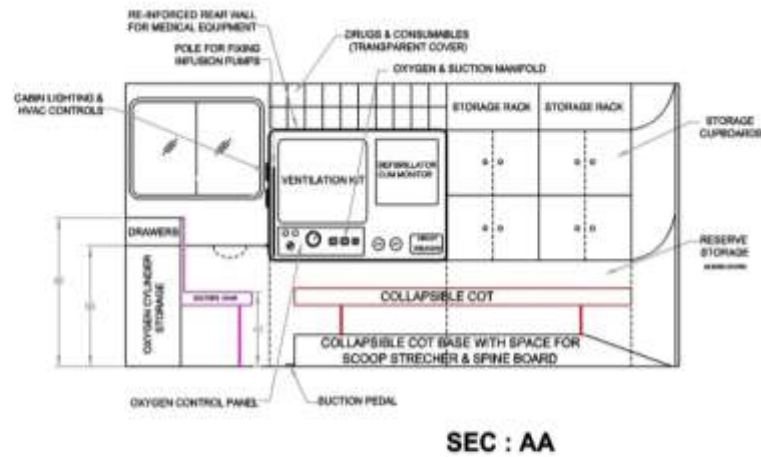 RE-INFORCED REAR WALL
FOR MEDICAL EQUIPMENT
DRUGS & CONSUMABLES
(TRANSPARENT COVER)
POLE FOR FIXING
INFUSION PUMPS
OXYGEN & SUCTION MANIFOLD
CABIN LIGHTING &
HVAC CONTROLS
STORAGE RACK
STORAGE RACK
STORAGE
CUPBOARDS
VENTILATION KIT
DEFIBRILLATOR
CUM MONITOR
DRAWERS
RESERVE
STORAGE
OXYGEN CYLINDER
STORAGE
COLLAPSIBLE COT
COLLAPSIBLE COT BASE WITH SPACE FOR
SCOOP STRECHER & SPINE BOARD
OXYGEN CONTROL PANEL
SUCTION PEDAL
SEC : AA